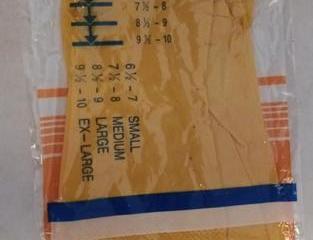 7½ - 8
8½ - 9
9½ - 10
6½ - 7 SMALL
7½ - 8 MEDIUM
8½ - 9 LARGE
9½ - 10 EX-LARGE